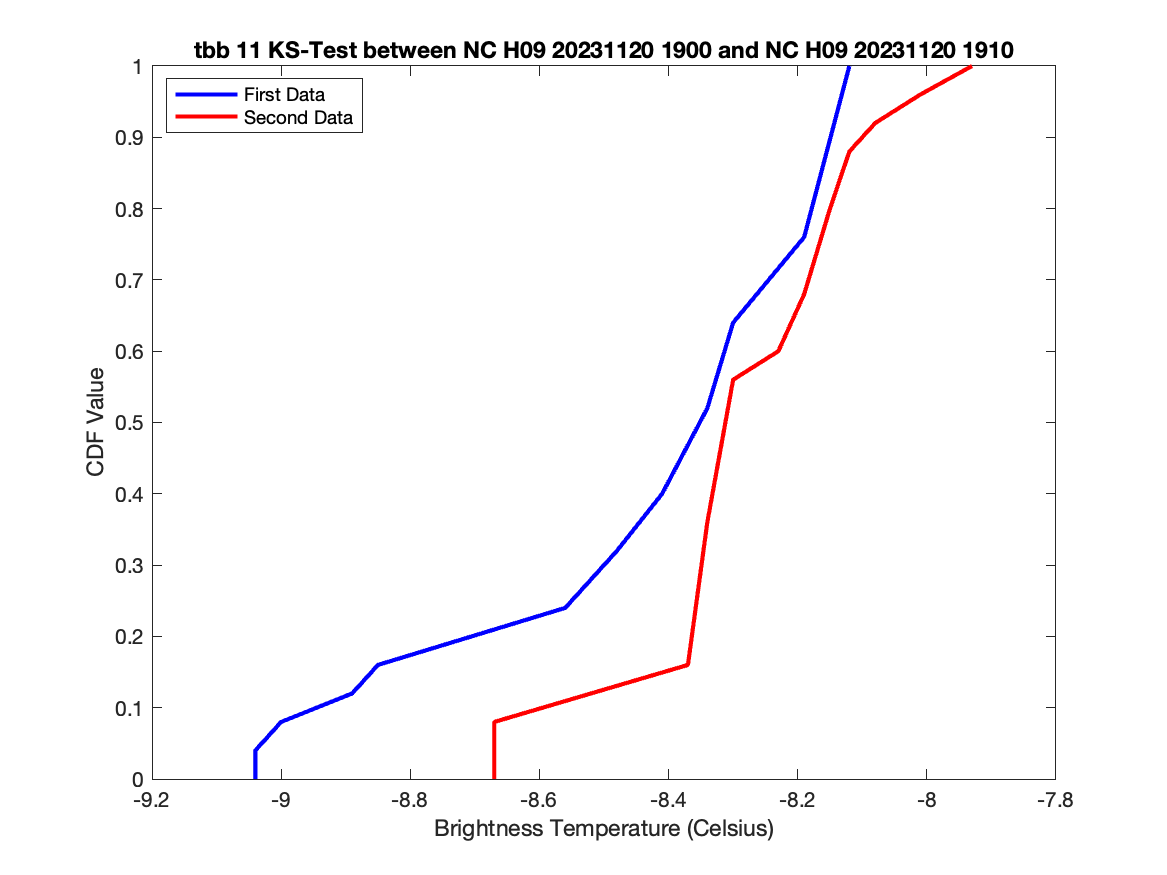 tbb 11 KS-Test between NC H09 20231120 1900 and NC H09 20231120 1910
First Data
Second Data
1
0.9
0.8
0.7
0.6
0.5
0.4
0.3
0.2
0.1
0
CDF Value
-9.2 -9 -8.8 -8.6 -8.4 -8.2 -8 -7.8
Brightness Temperature (Celsius)